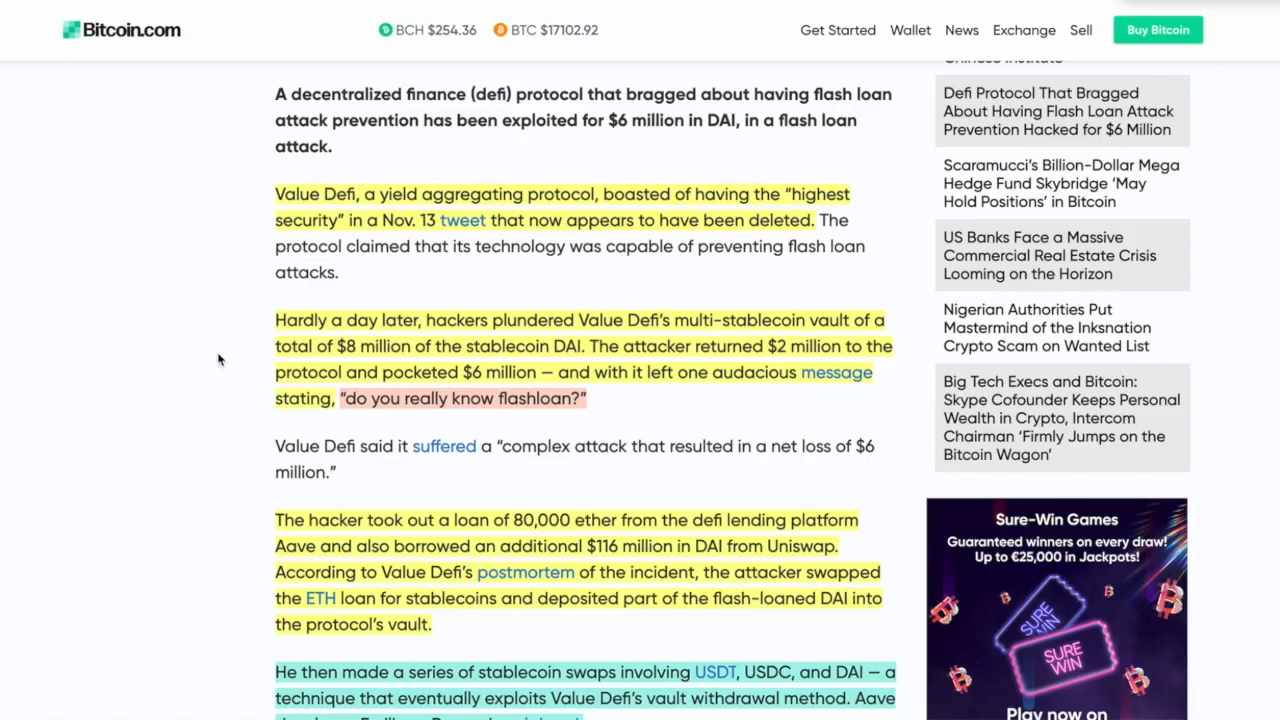 Bitcoin.com
BCH $254.36
BTC $17102.92
Get Started Wallet News Exchange Sell Buy Bitcoin
A decentralized finance (defi) protocol that bragged about having flash loan
attack prevention has been exploited for $6 million in DAI, in a flash loan
attack.
Value Defi, a yield aggregating protocol, boasted of having the “highest
security” in a Nov. 13 tweet that now appears to have been deleted. The
protocol claimed that its technology was capable of preventing flash loan
attacks.
Hardly a day later, hackers plundered Value Defi’s multi-stablecoin vault of a
total of $8 million of the stablecoin DAI. The attacker returned $2 million to the
protocol and pocketed $6 million — and with it left one audacious message
stating, “do you really know flashloan?”
Value Defi said it suffered a “complex attack that resulted in a net loss of $6
million.”
The hacker took out a loan of 80,000 ether from the defi lending platform
Aave and also borrowed an additional $116 million in DAI from Uniswap.
According to Value Defi’s postmortem of the incident, the attacker swapped
the ETH loan for stablecoins and deposited part of the flash-loaned DAI into
the protocol’s vault.
He then made a series of stablecoin swaps involving USDT, USDC, and DAI — a
technique that eventually exploits Value Defi’s vault withdrawal method. Aave
Chinese Institute
Defi Protocol That Bragged
About Having Flash Loan Attack
Prevention Hacked for $6 Million
Scaramucci’s Billion-Dollar Mega
Hedge Fund Skybridge ‘May
Hold Positions’ in Bitcoin
US Banks Face a Massive
Commercial Real Estate Crisis
Looming on the Horizon
Nigerian Authorities Put
Mastermind of the Inksnation
Crypto Scam on Wanted List
Big Tech Execs and Bitcoin:
Skype Cofounder Keeps Personal
Wealth in Crypto, Intercom
Chairman ‘Firmly Jumps on the
Bitcoin Wagon’
Sure-Win Games
Guaranteed winners on every draw!
Up to €25,000 in Jackpots!
SURE
WIN
SURE
WIN
Play now on